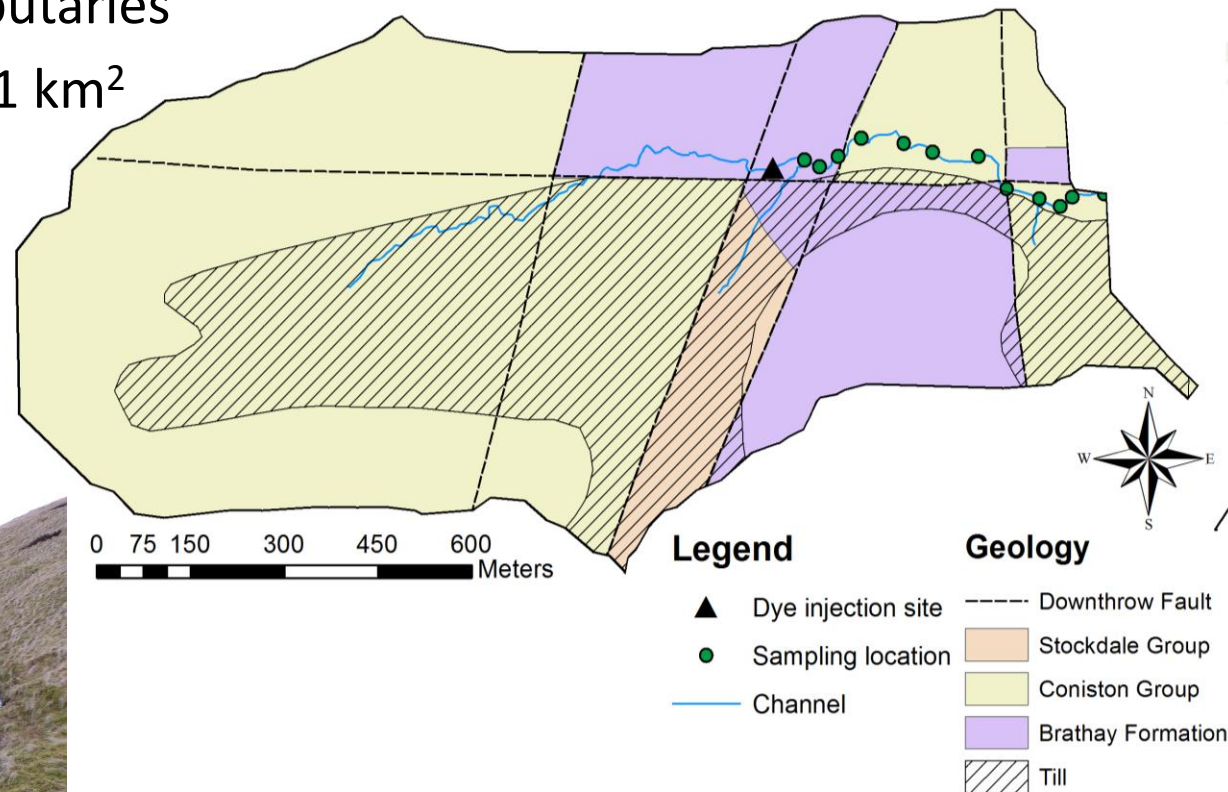 1 km²
N
W E
S
0 75 150 300 450 600
Meters
Legend
Dye injection site
Sampling location
Channel
Geology
Downthrow Fault
Stockdale Group
Coniston Group
Brathay Formation
Till